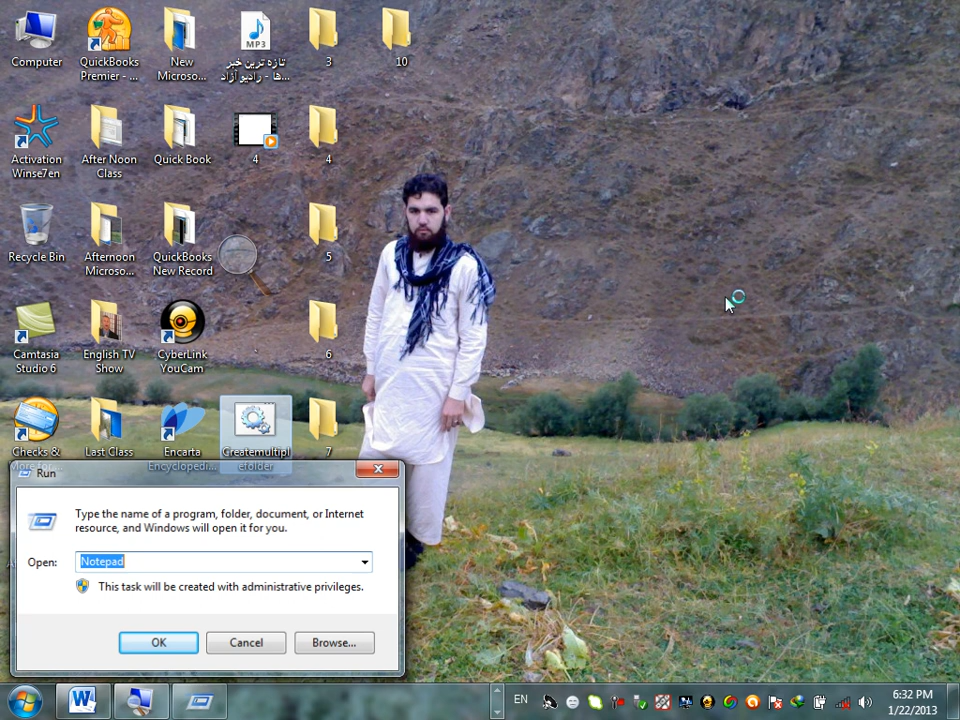 Computer
QuickBooks
Premier - ...
New
Microso...
MP3
تازه ترین خبر
ها - رادیو آزاد...
3
10
Activation
Winse7en
After Noon
Class
Quick Book
4
4
Recycle Bin
Afternoon
Microso...
QuickBooks
New Record
5
Camtasia
Studio 6
English TV
Show
CyberLink
YouCam
6
Checks &
More for...
Last Class
Encarta
Encyclopedi...
Createmultipl
efolder
7
Run
Type the name of a program, folder, document, or Internet
resource, and Windows will open it for you.
Open:
Notepad
This task will be created with administrative privileges.
OK
Cancel
Browse...
EN
6:32 PM
1/22/2013